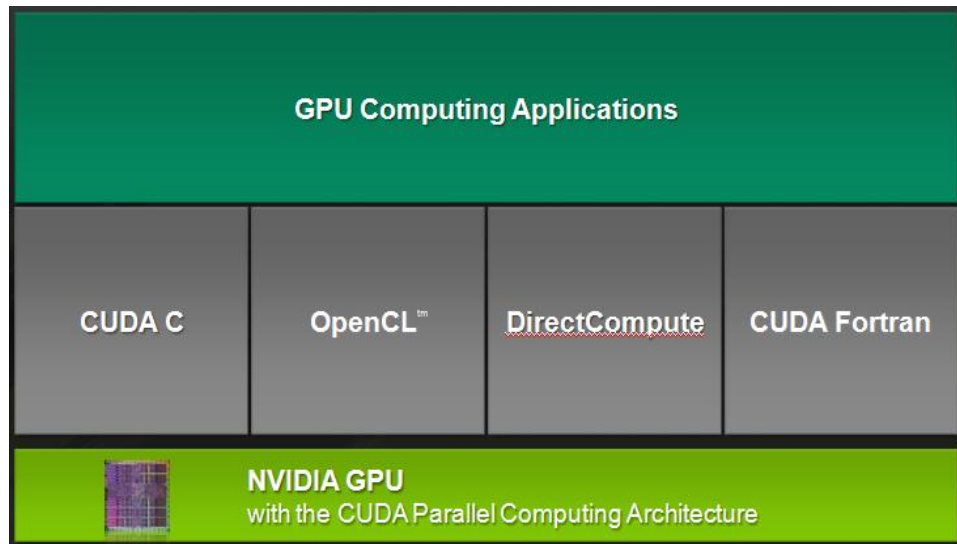 GPU Computing Applications
CUDA C
OpenCL™
DirectCompute
CUDA Fortran
NVIDIA GPU
with the CUDA Parallel Computing Architecture